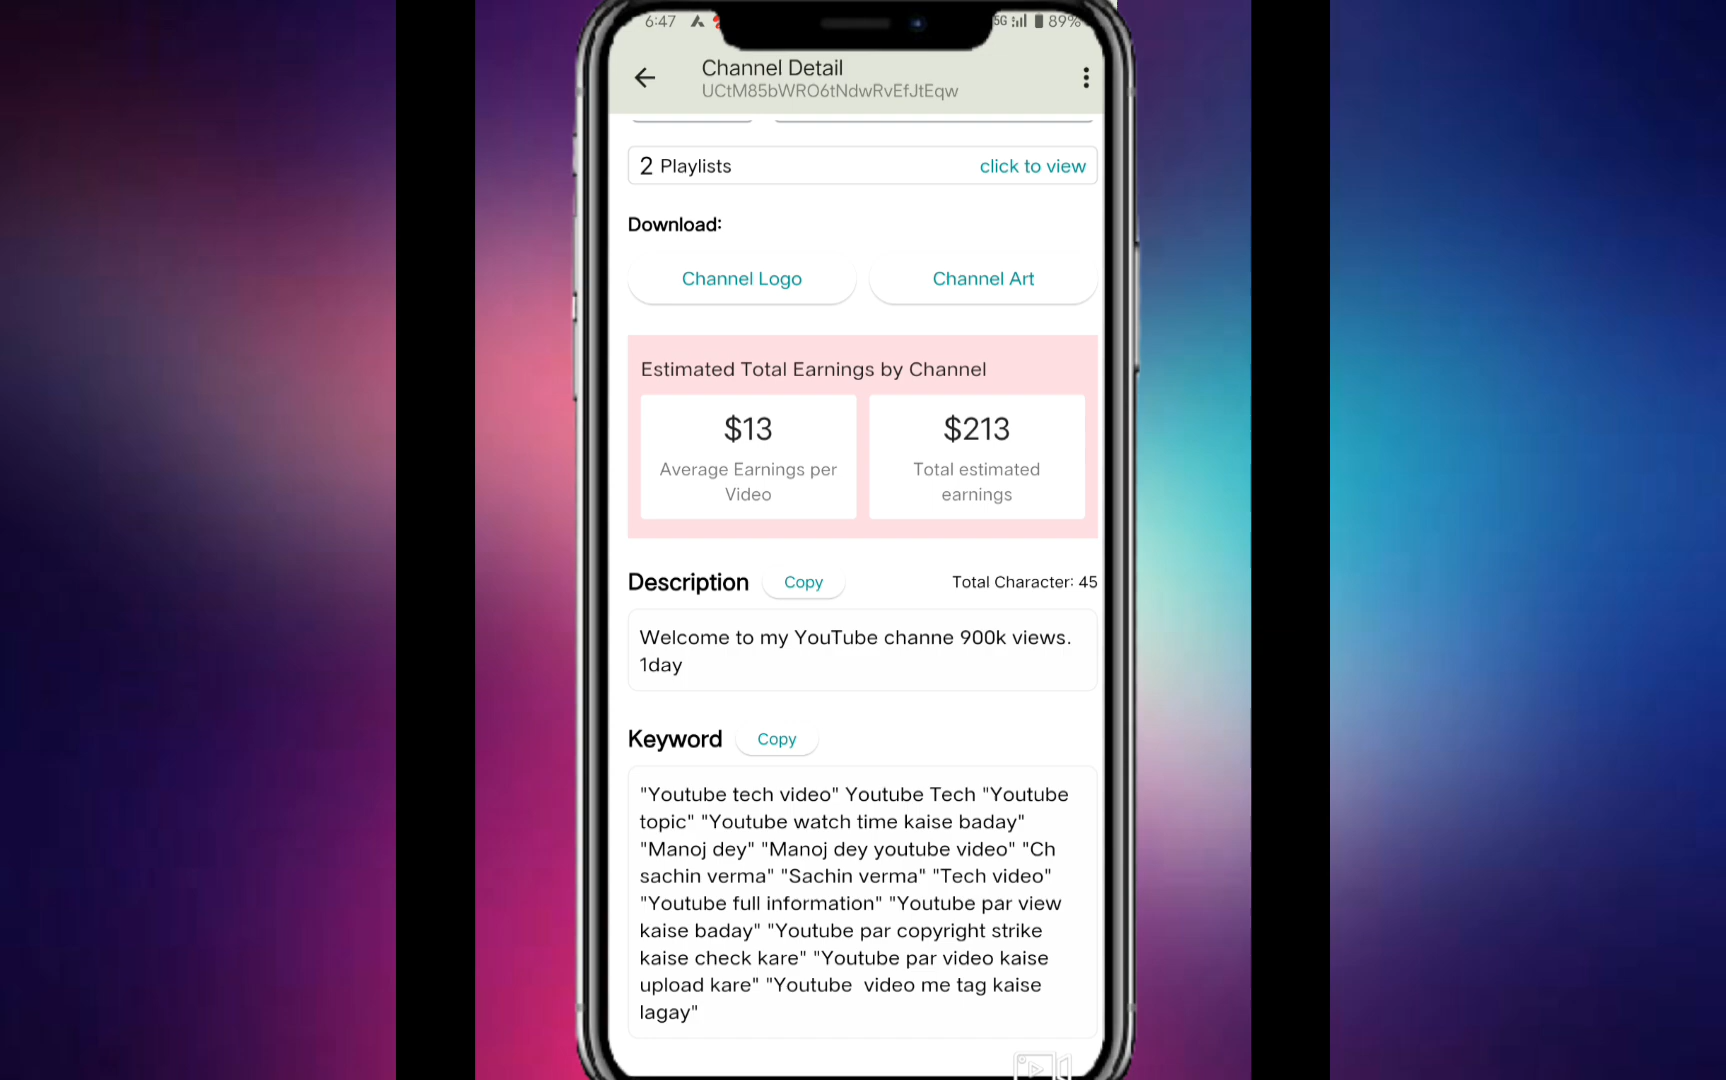 6:47 5G 89%
Channel Detail
UCtM85bWRO6tNdwRvEfJtEqw
2 Playlists click to view
Download:
Channel Logo Channel Art
Estimated Total Earnings by Channel
$13 $213
Average Earnings per Total estimated
Video earnings
Description Copy Total Character: 45
Welcome to my YouTube channe 900k views.
1day
Keyword Copy
"Youtube tech video" Youtube Tech "Youtube
topic" "Youtube watch time kaise baday"
"Manoj dey" "Manoj dey youtube video" "Ch
sachin verma" "Sachin verma" "Tech video"
"Youtube full information" "Youtube par view
kaise baday" "Youtube par copyright strike
kaise check kare" "Youtube par video kaise
upload kare" "Youtube  video me tag kaise
lagay"